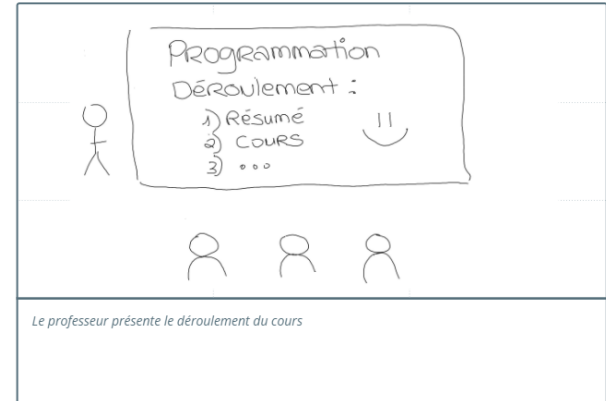 Programmation
Déroulement :
1) Résumé
2) Cours
3) ...
Le professeur présente le déroulement du cours